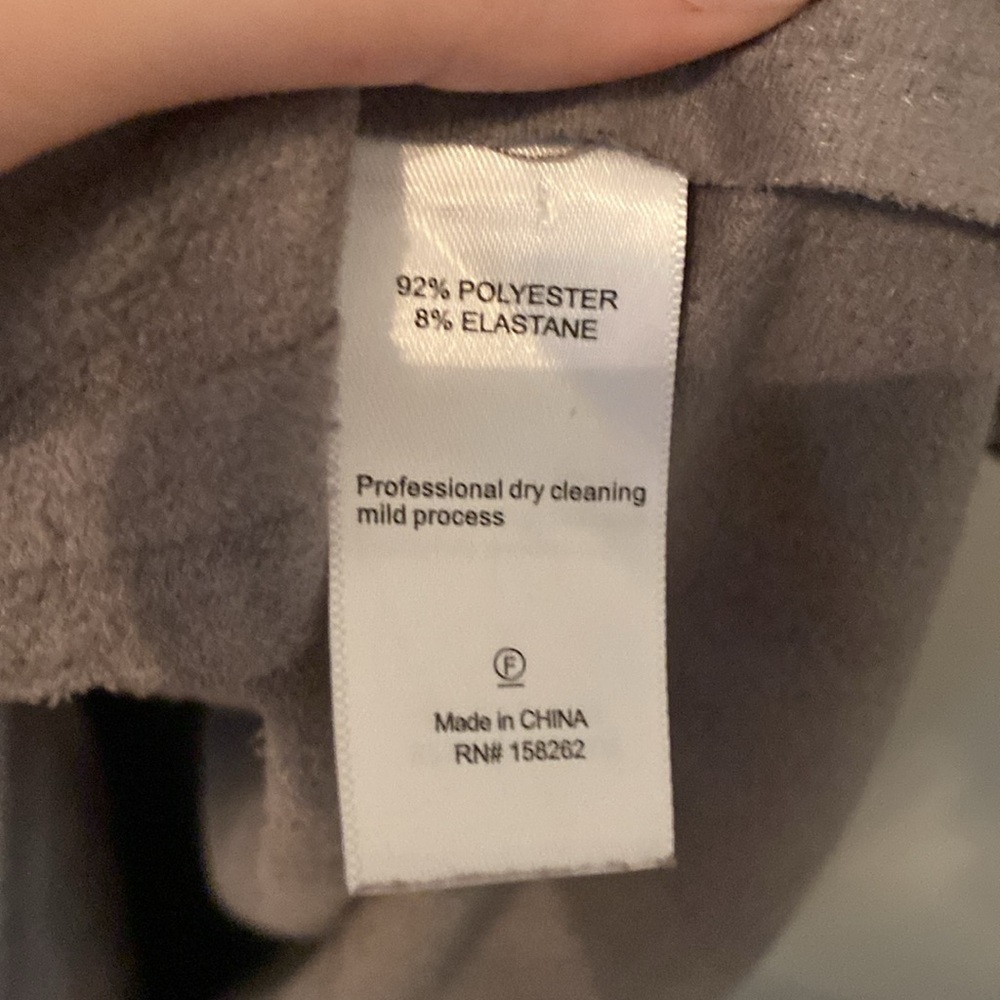 92% POLYESTER
8% ELASTANE
Professional dry cleaning
mild process
F
Made in CHINA
RN# 158262